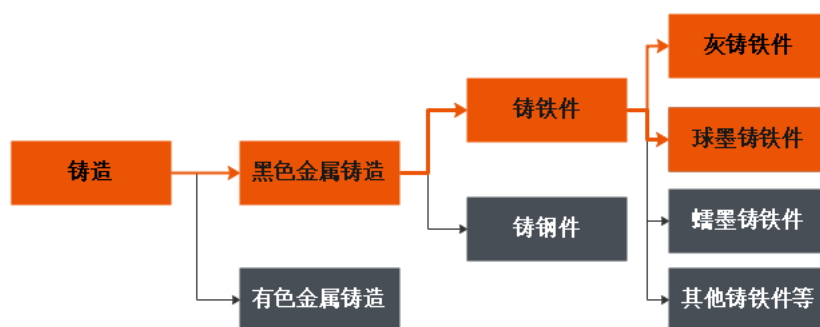 灰铸铁件
铸铁件
球墨铸铁件
铸造
黑色金属铸造
蠕墨铸铁件
铸钢件
有色金属铸造
其他铸铁件等